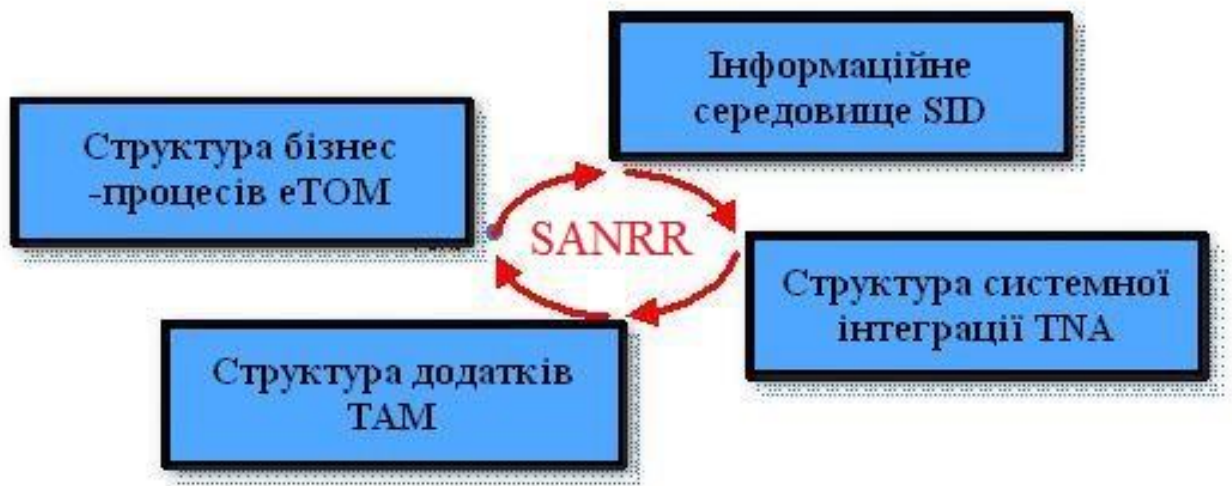 Інформаційне
середовище SID
Структура бізнес
-процесів eTOM
SANRR
Структура системної
інтеграції TNA
Структура додатків
TAM